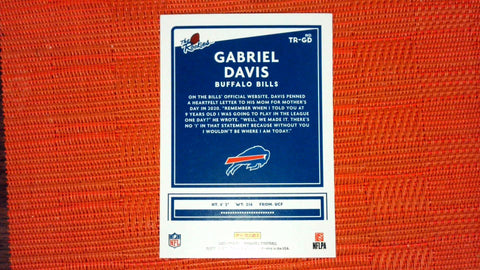 The Rookies
NO.
TR-GD
GABRIEL
DAVIS
BUFFALO BILLS
ON THE BILLS' OFFICIAL WEBSITE, DAVIS PENNED
A HEARTFELT LETTER TO HIS MOM FOR MOTHER'S
DAY IN 2020. "REMEMBER WHEN I TOLD YOU AT
9 YEARS OLD I WAS GOING TO PLAY IN THE LEAGUE
ONE DAY?" HE WROTE. "WELL, WE MADE IT. THERE'S
NO 'I' IN THAT STATEMENT BECAUSE WITHOUT YOU
I WOULDN'T BE WHERE I AM TODAY."
HT: 6' 2" WT: 216 FROM: UCF
NFL
PANINI
NFLPA